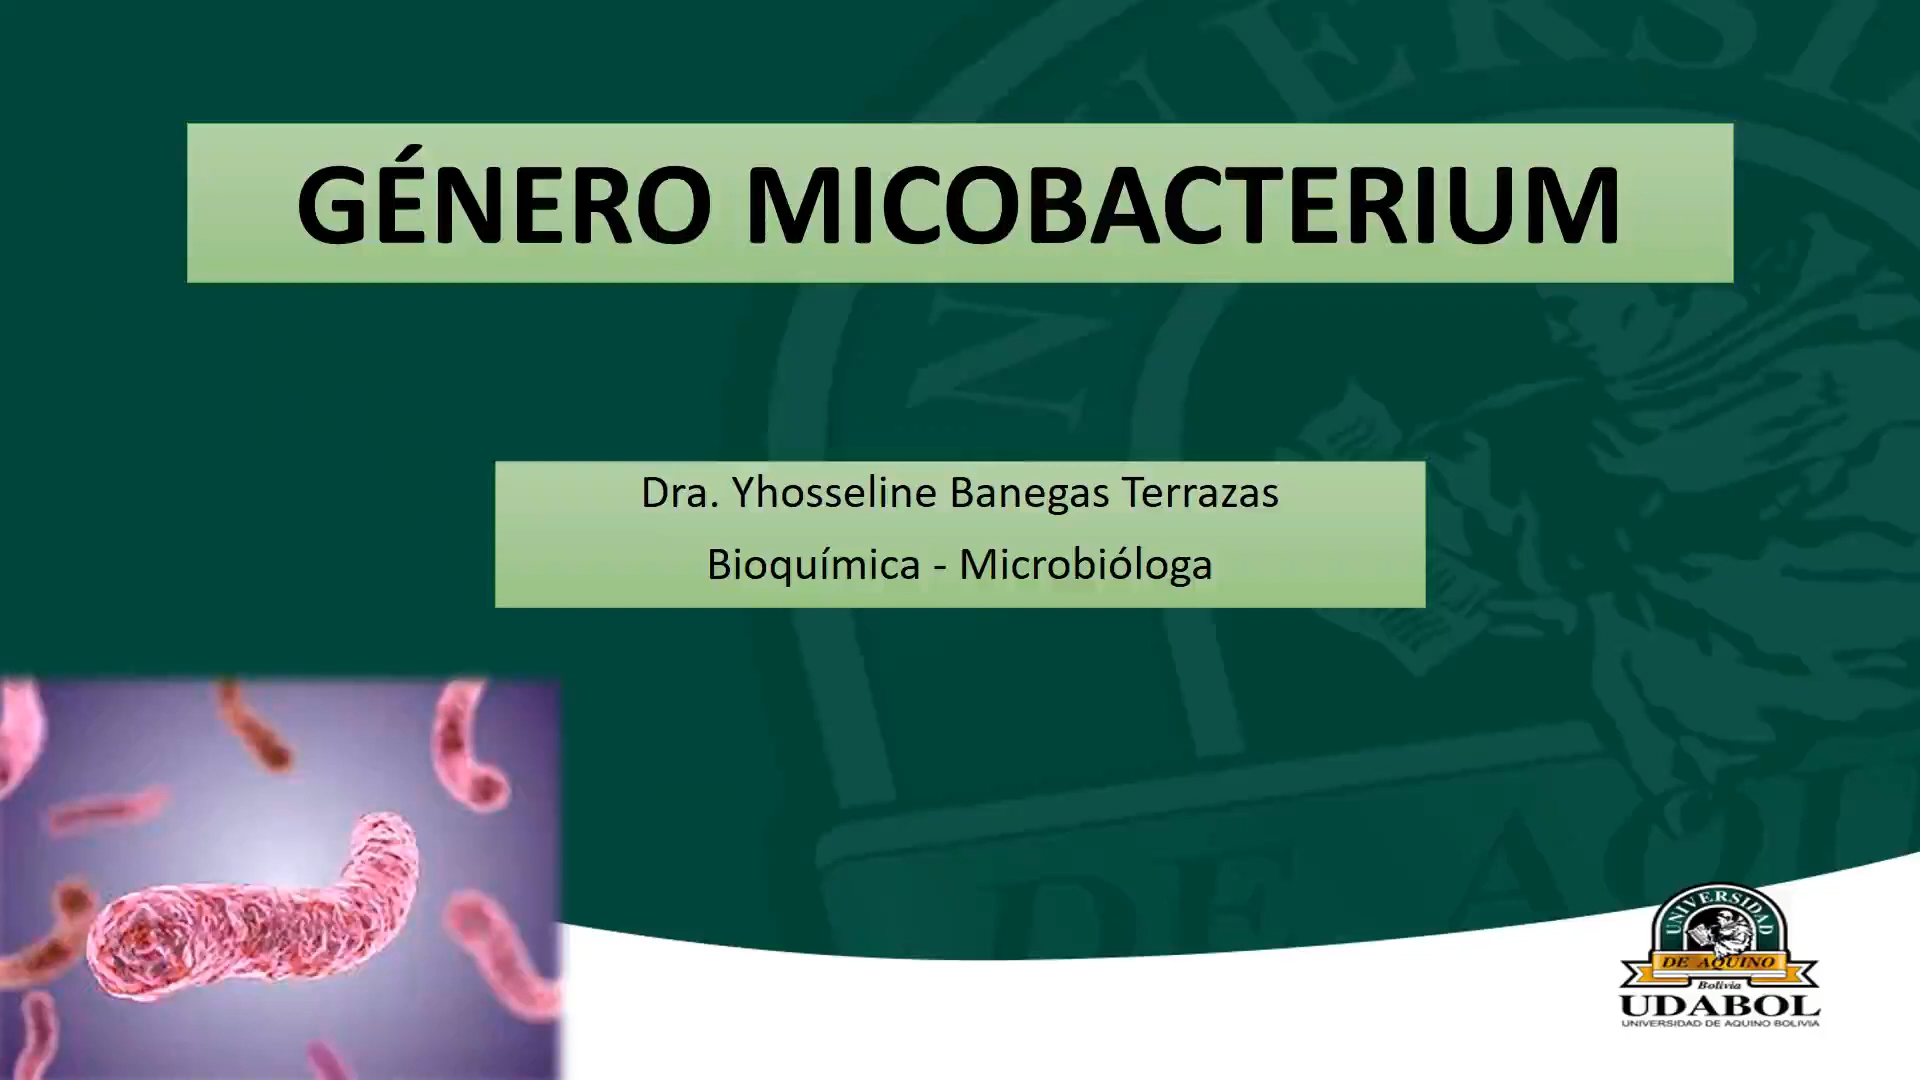 GÉNERO MICOBACTERIUM
Dra. Yhosseline Banegas Terrazas
Bioquímica - Microbióloga
UNIVERSIDAD
DE AQUINO
Bolivia
UDABOL
UNIVERSIDAD DE AQUINO BOLIVIA